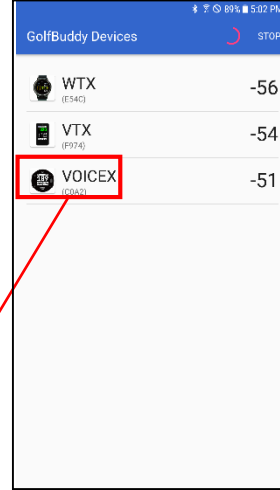 89% 5:02 PM
GolfBuddy Devices STOP
WTX -56
(E54C)
VTX -54
(F974)
VOICEX -51
(C0A2)